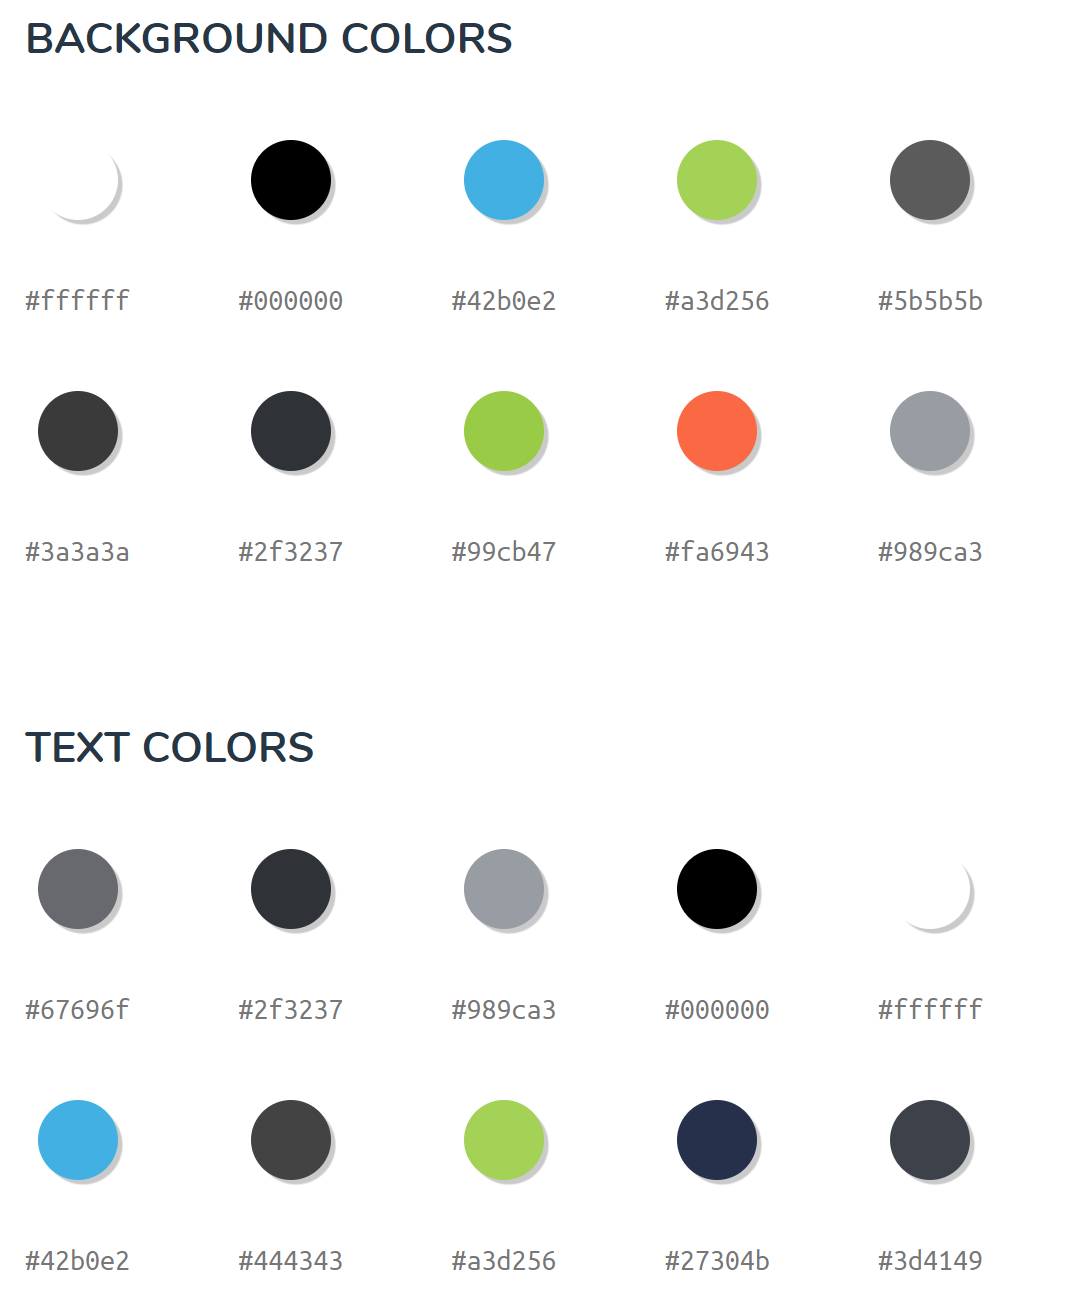 BACKGROUND COLORS
#ffffff #000000 #42b0e2 #a3d256 #5b5b5b
#3a3a3a #2f3237 #99cb47 #fa6943 #989ca3
TEXT COLORS
#67696f #2f3237 #989ca3 #000000 #ffffff
#42b0e2 #444343 #a3d256 #27304b #3d4149